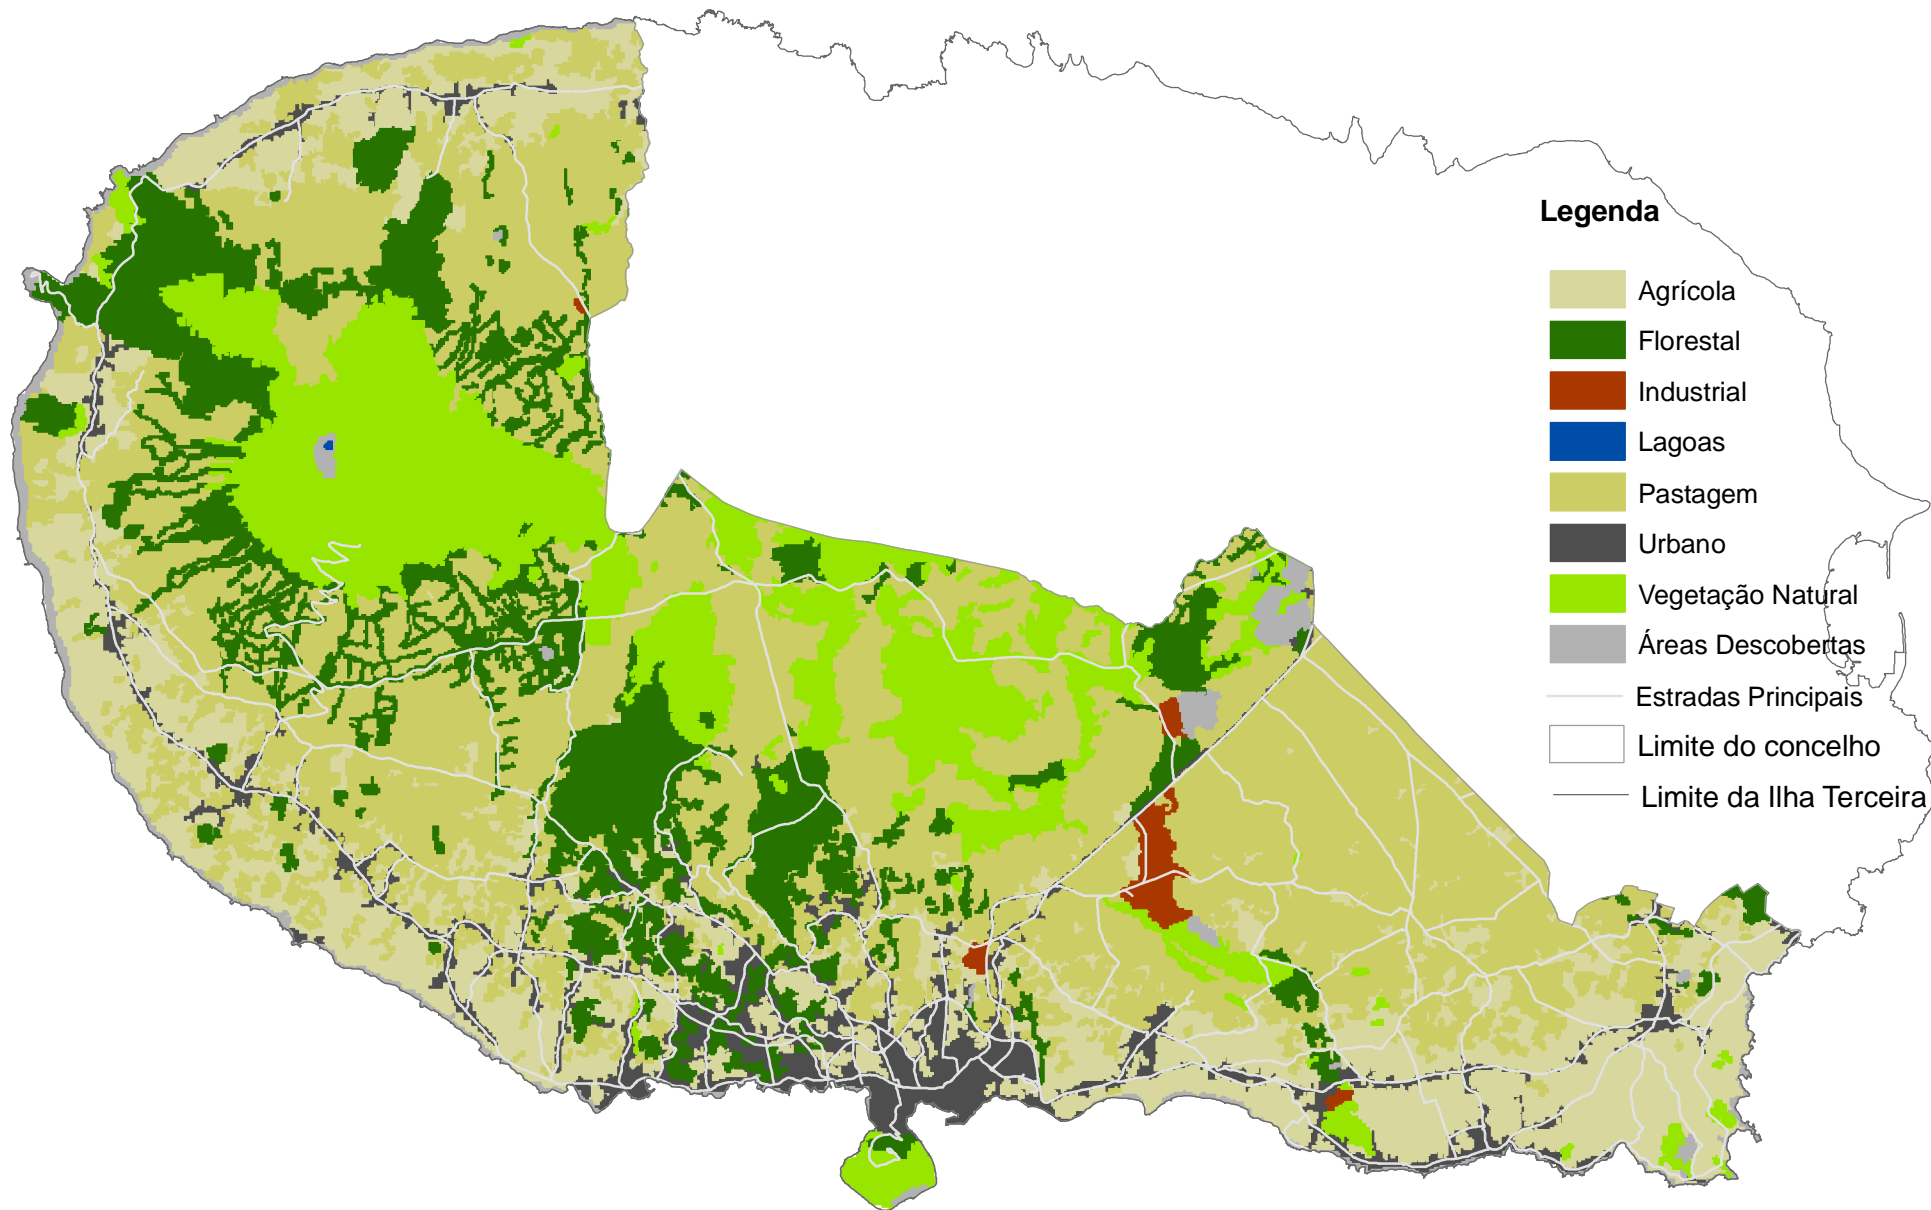 Legenda
Agrícola
Florestal
Industrial
Lagoas
Pastagem
Urbano
Vegetação Natural
Áreas Descobertas
Estradas Principais
Limite do concelho
Limite da Ilha Terceira